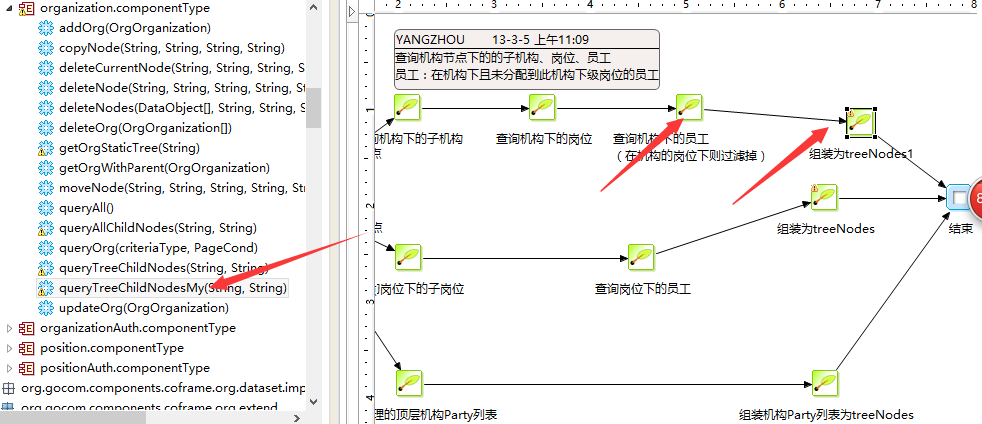 organization.componentType
addOrg(OrgOrganization)
copyNode(String, String, String, String)
deleteCurrentNode(String, String, String, S
deleteNode(String, String, String, String, S
deleteNodes(DataObject[], String, String, S
deleteOrg(OrgOrganization[])
getOrgStaticTree(String)
getOrgWithParent(OrgOrganization)
moveNode(String, String, String, String, St
queryAll()
queryAllChildNodes(String, String)
queryOrg(criteriaType, PageCond)
queryTreeChildNodes(String, String)
queryTreeChildNodesMy(String, String)
updateOrg(OrgOrganization)
organizationAuth.componentType
position.componentType
positionAuth.componentType
org.gocom.components.coframe.org.dataset.imp
org.gocom.components.coframe.org.extend
2 3 4 5 6 7 8
1
2
3
4
YANGZHOU 13-3-5 上午11:09
查询机构节点下的的子机构、岗位、员工
员工：在机构下且未分配到此机构下级岗位的员工
机构下的子机构
点
查询机构下的岗位
查询机构下的员工
（在机构的岗位下则过滤掉）
组装为treeNodes1
点
组装为treeNodes
结束
岗位下的子岗位
查询岗位下的员工
理的顶层机构Party列表
组装机构Party列表为treeNodes